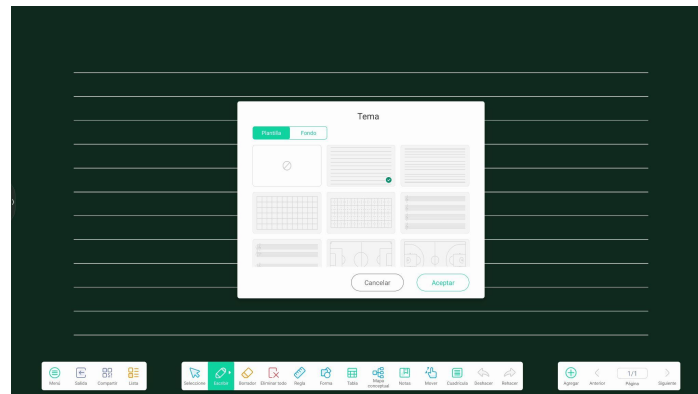 Tema
Plantilla Fondo
Cancelar Aceptar
Menú Salida Compartir Lista Seleccione Escribir Borrador Eliminar todo Regla Forma Tabla Mapa conceptual Notas Mover Cuadrícula Deshacer Rehacer Agregar Anterior 1/1 Página Siguiente